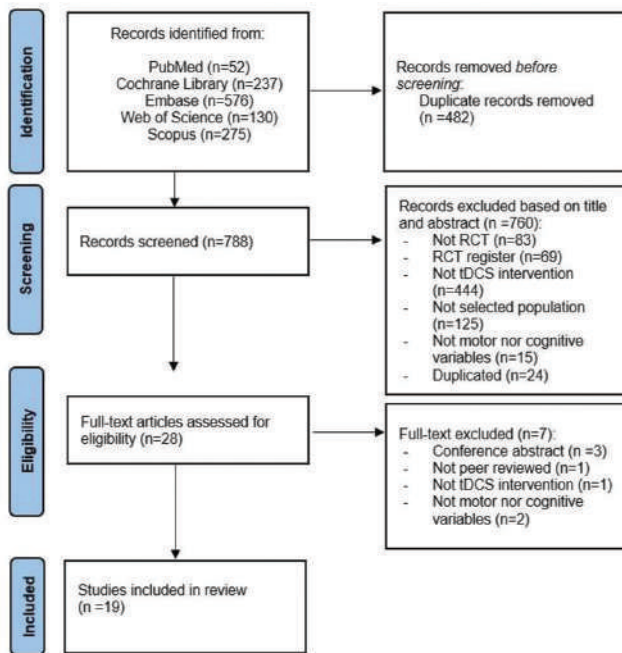 Identification
Records identified from:
PubMed (n=52)
Cochrane Library (n=237)
Embase (n=576)
Web of Science (n=130)
Scopus (n=275)
Records removed before
screening:
Duplicate records removed
(n =482)
Screening
Records screened (n=788)
Records excluded based on title
and abstract (n =760):
- Not RCT (n=83)
- RCT register (n=69)
- Not tDCS intervention
(n=444)
- Not selected population
(n=125)
- Not motor nor cognitive
variables (n=15)
- Duplicated (n=24)
Eligibility
Full-text articles assessed for
eligibility (n=28)
Full-text excluded (n=7):
- Conference abstract (n =3)
- Not peer reviewed (n=1)
- Not tDCS intervention (n=1)
- Not motor nor cognitive
variables (n=2)
Included
Studies included in review
(n =19)